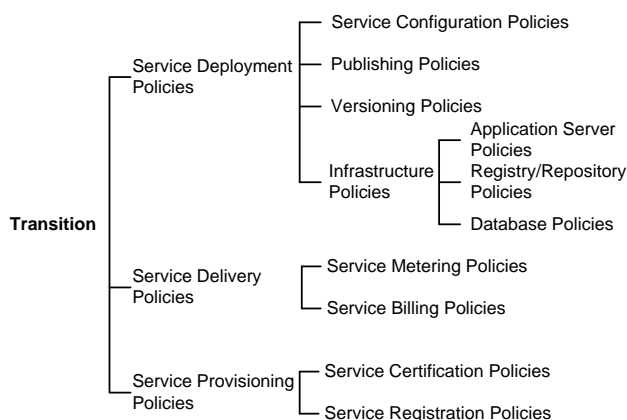 Service Configuration Policies
Service Deployment
Policies
Publishing Policies
Versioning Policies
Infrastructure
Policies
Application Server
Policies
Registry/Repository
Policies
Database Policies
Transition
Service Delivery
Policies
Service Metering Policies
Service Billing Policies
Service Provisioning
Policies
Service Certification Policies
Service Registration Policies